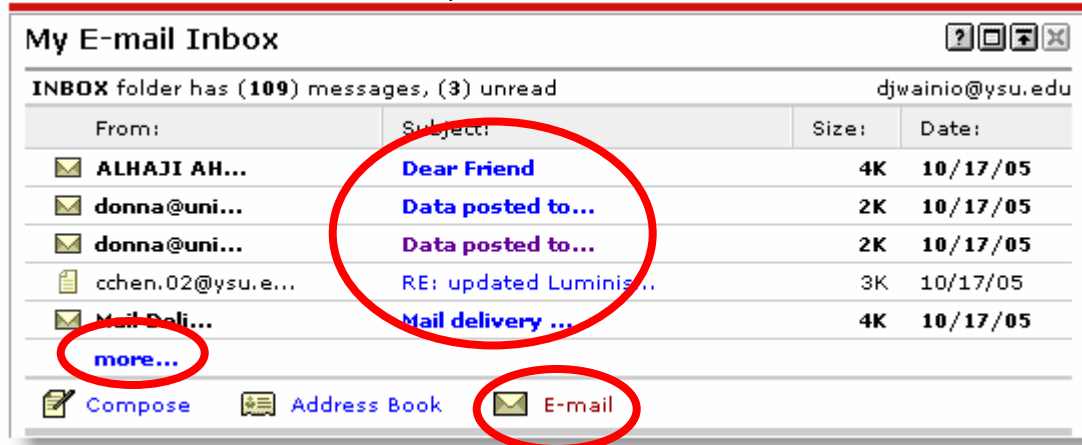 My E-mail Inbox ?
INBOX folder has (109) messages, (3) unread djwainio@ysu.edu
From: Subject: Size: Date:
ALHAJI AH... Dear Friend 4K 10/17/05
donna@uni... Data posted to... 2K 10/17/05
donna@uni... Data posted to... 2K 10/17/05
cchen.02@ysu.e... RE: updated Luminis... 3K 10/17/05
Mail Deli... Mail delivery ... 4K 10/17/05
more...
Compose Address Book E-mail